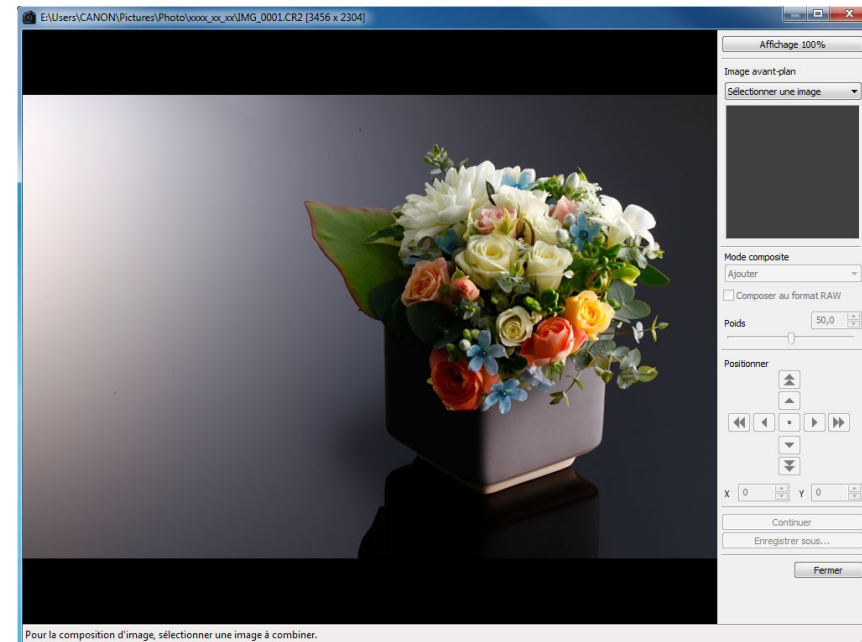 E:\Users\CANON\Pictures\Photo\xxxx_xx_xx\IMG_0001.CR2 [3456 x 2304]
Affichage 100%
Image avant-plan
Sélectionner une image
Mode composite
Ajouter
Composer au format RAW
Poids 50,0
Positionner
X 0 Y 0
Continuer
Enregistrer sous...
Fermer
Pour la composition d'image, sélectionner une image à combiner.